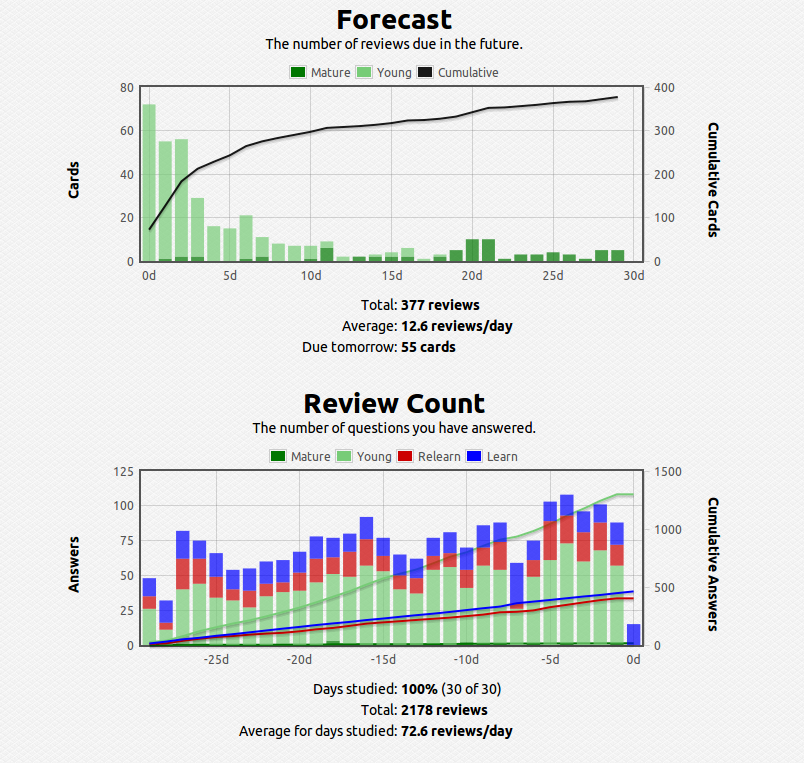 Forecast
The number of reviews due in the future.
Mature Young Cumulative
80 400
60 300
40 200
20 100
0 0
Cards
Cumulative Cards
0d 5d 10d 15d 20d 25d 30d
Total: 377 reviews
Average: 12.6 reviews/day
Due tomorrow: 55 cards
Review Count
The number of questions you have answered.
Mature Young Relearn Learn
125 1500
100
1000
75
50
500
25
0 0
Answers
Cumulative Answers
-25d -20d -15d -10d -5d 0d
Days studied: 100% (30 of 30)
Total: 2178 reviews
Average for days studied: 72.6 reviews/day